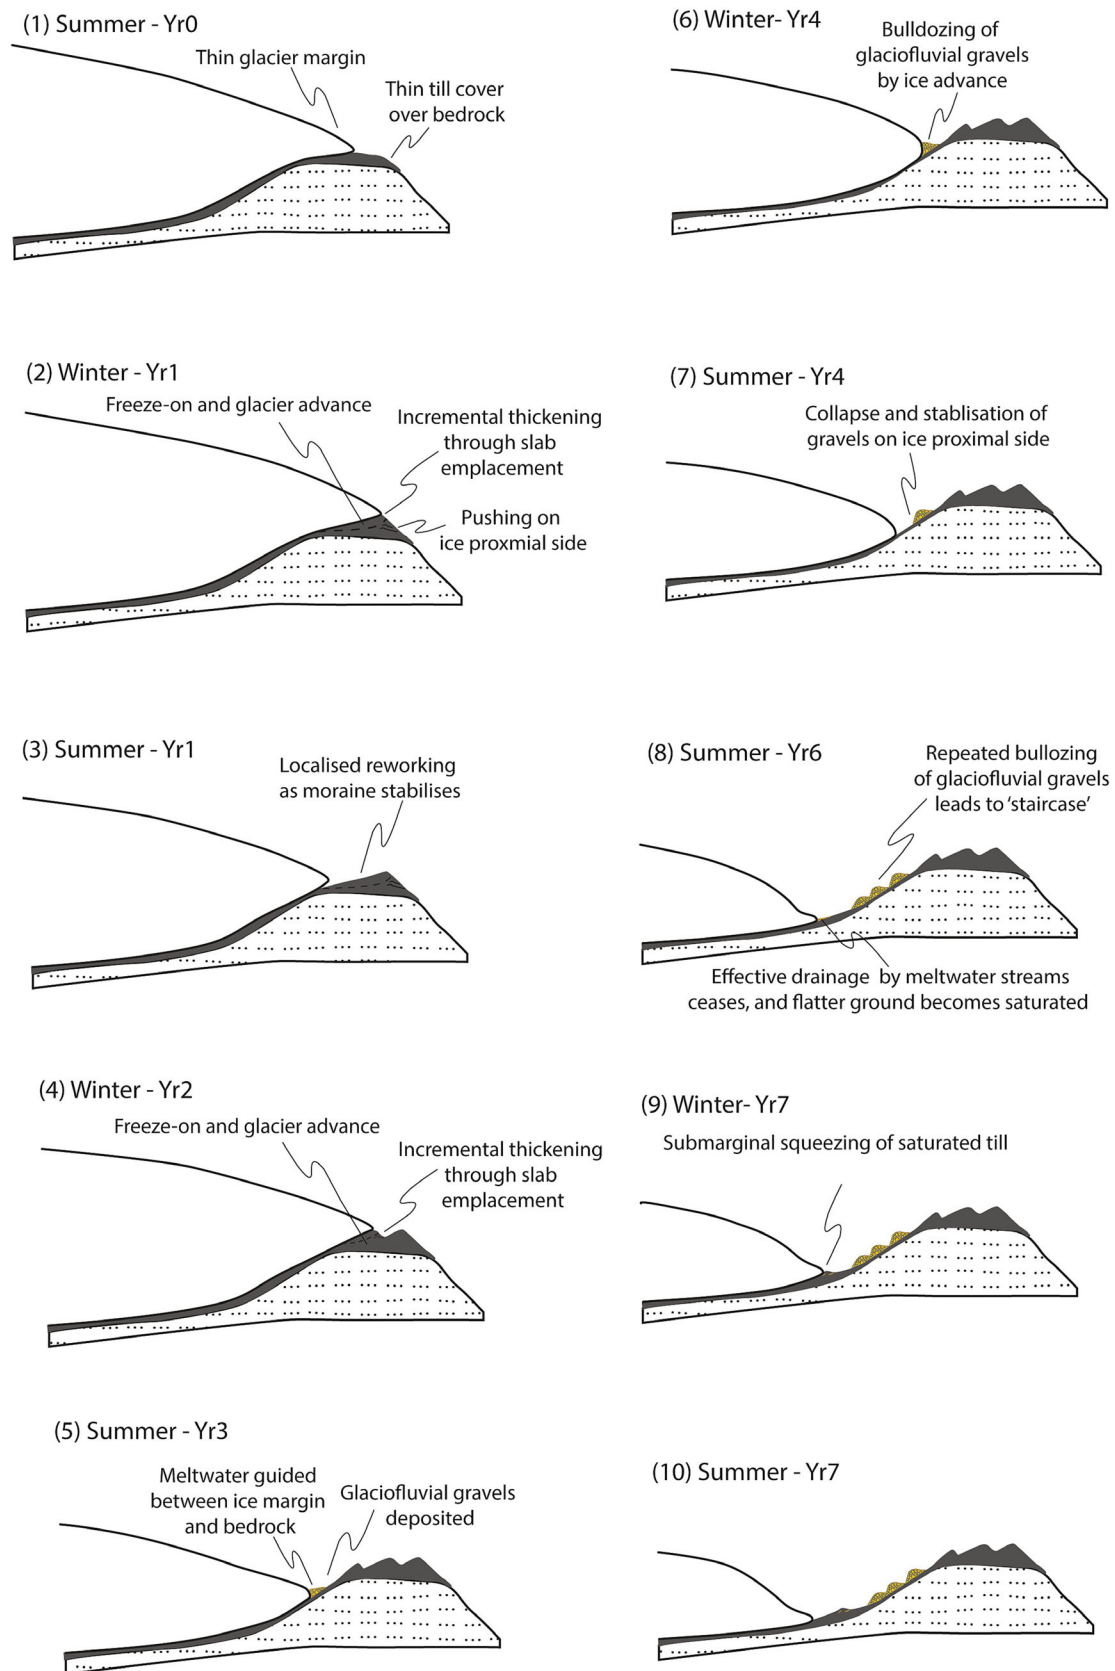 (1) Summer - Yr0
Thin glacier margin
Thin till cover
over bedrock
(2) Winter - Yr1
Freeze-on and glacier advance
Incremental thickening
through slab
emplacement
Pushing on
ice proxmial side
(3) Summer - Yr1
Localised reworking
as moraine stabilises
(4) Winter - Yr2
Freeze-on and glacier advance
Incremental thickening
through slab
emplacement
(5) Summer - Yr3
Meltwater guided
between ice margin
and bedrock
Glaciofluvial gravels
deposited
(6) Winter- Yr4
Bulldozing of
glaciofluvial gravels
by ice advance
(7) Summer - Yr4
Collapse and stablisation of
gravels on ice proximal side
(8) Summer - Yr6
Repeated bullozing
of glaciofluvial gravels
leads to ‘staircase’
Effective drainage by meltwater streams
ceases, and flatter ground becomes saturated
(9) Winter- Yr7
Submarginal squeezing of saturated till
(10) Summer - Yr7